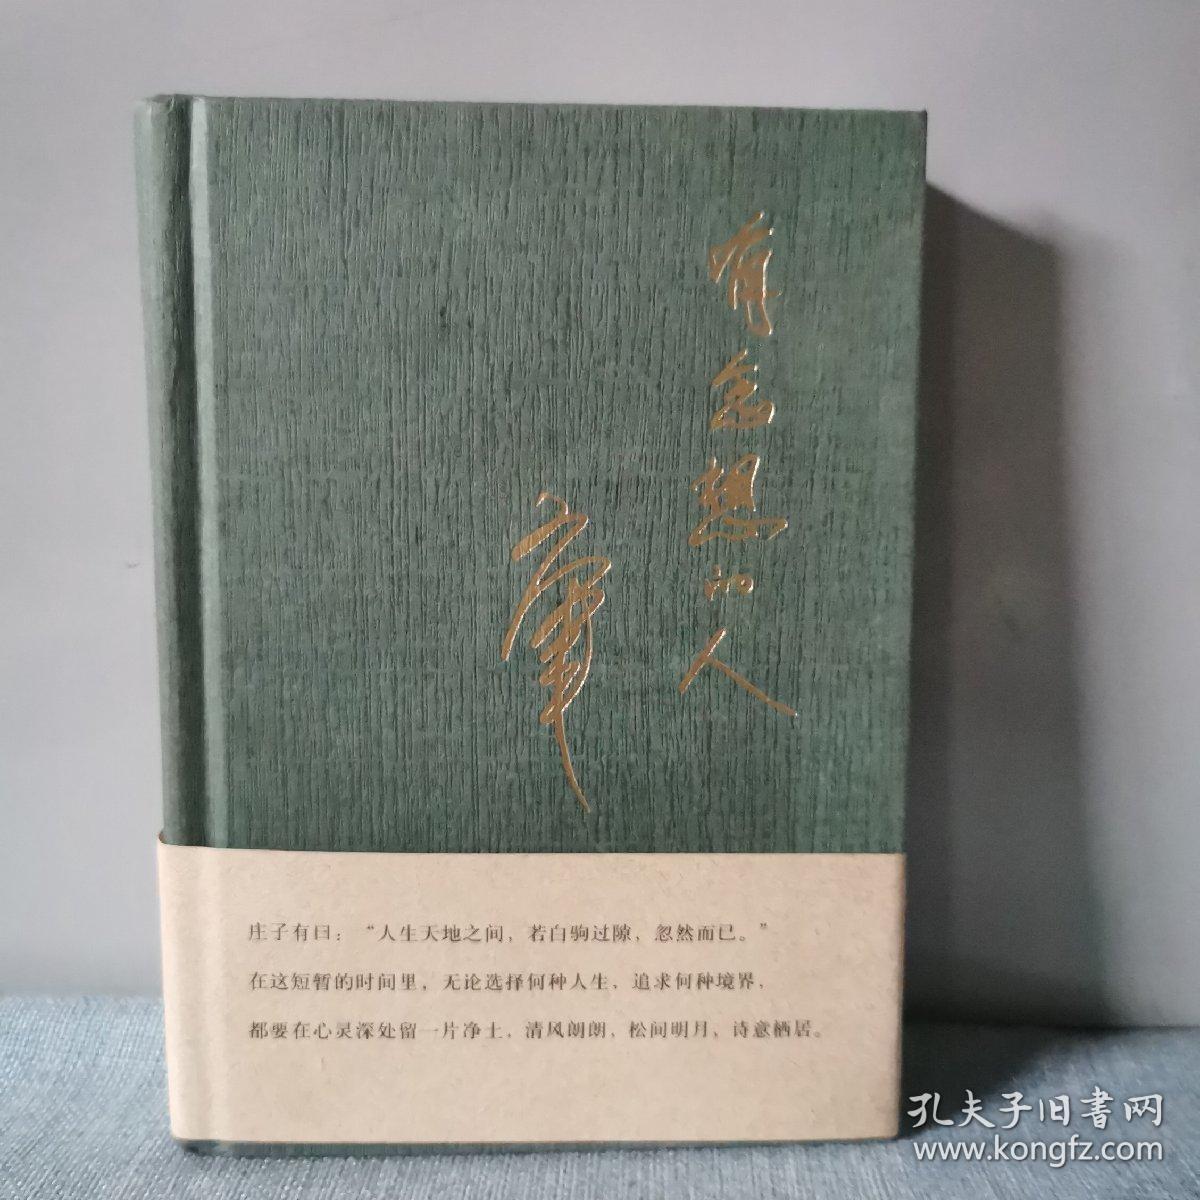 有念想的人
庄子有曰：“人生天地之间，若白驹过隙，忽然而已。”
在这短暂的时间里，无论选择何种人生，追求何种境界，
都要在心灵深处留一片净土，清风朗朗，松间明月，诗意栖居。
孔夫子旧書网
www.kongfz.com